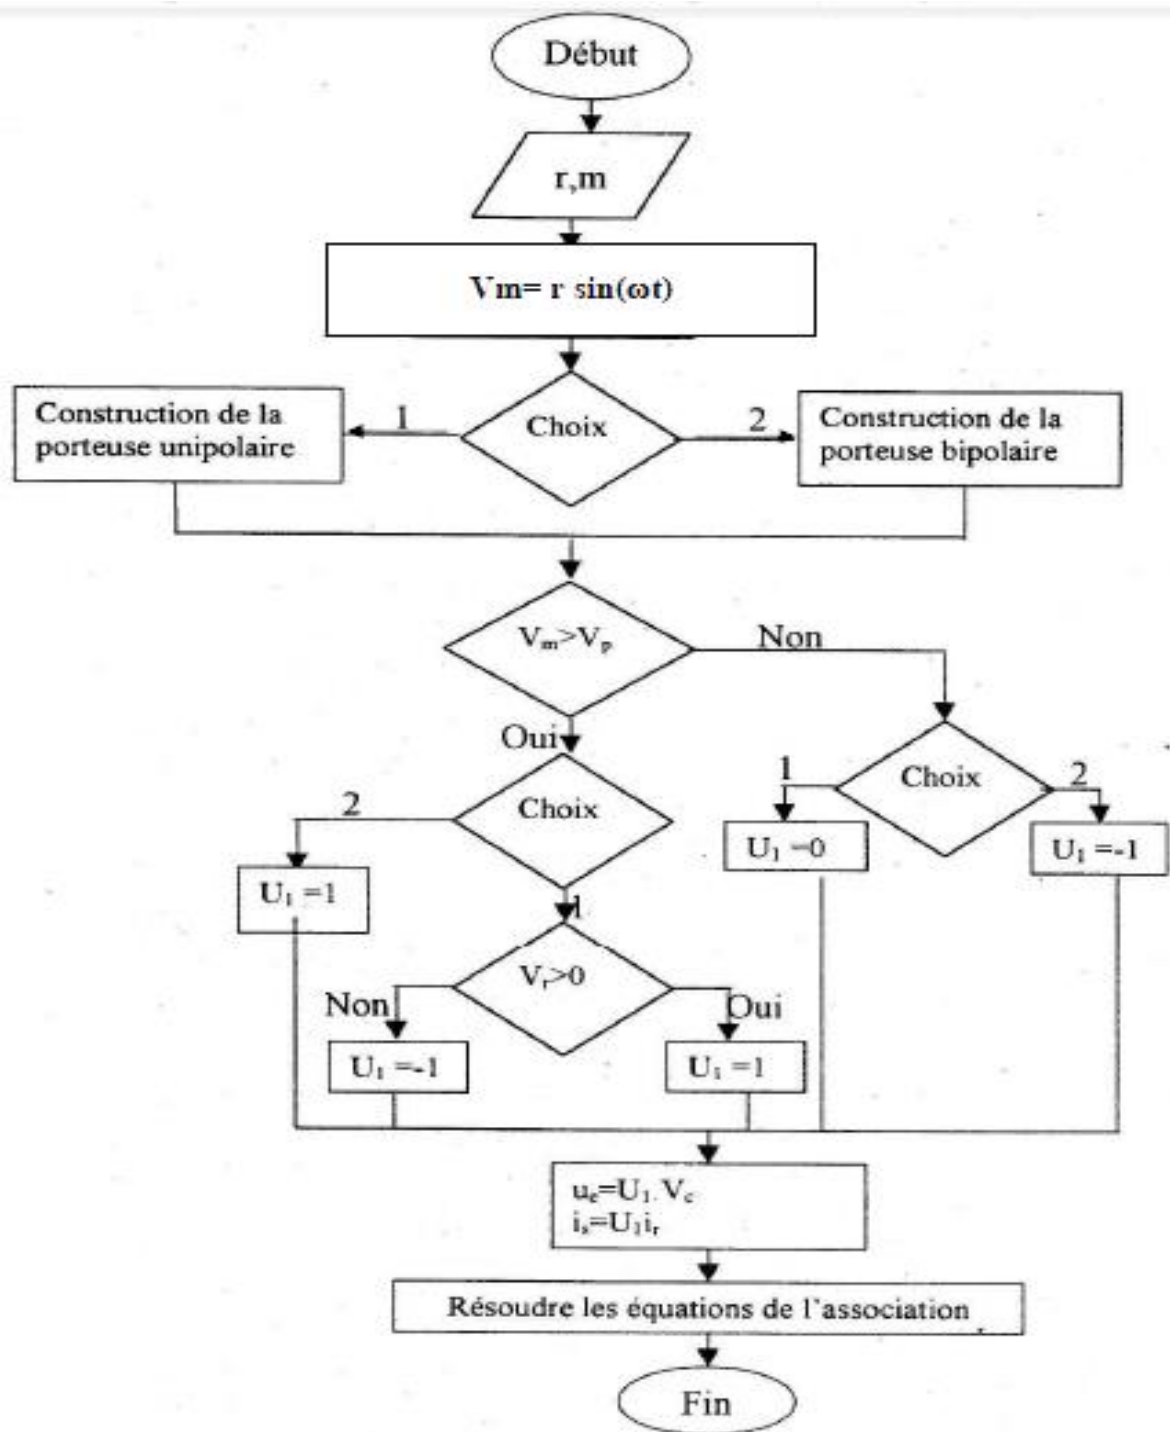 Début
r,m
Vm= r sin(ωt)
Choix
1
2
Construction de la
porteuse unipolaire
Construction de la
porteuse bipolaire
Vm>Vp
Non
Oui
Choix
2
1
Choix
1
2
U1 =0
U1 =-1
U1 =1
Vr>0
Non
Oui
U1 =-1
U1 =1
ue=U1.Vc
is=U1ir
Résoudre les équations de l'association
Fin